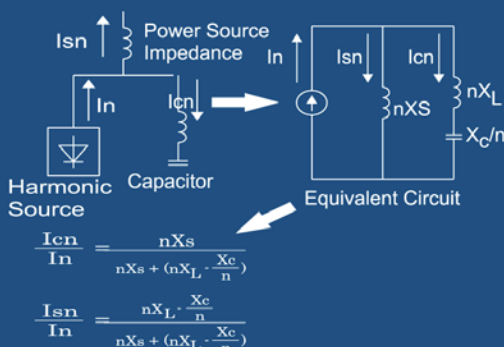 Isn
Power Source
Impedance
In
Icn
Harmonic
Source
Capacitor
In
Isn
Icn
nXS
nXL
Xc/n
Equivalent Circuit
Icn/In = nXs/(nXs + (nXL - Xc/n))
Isn/In = (nXL - Xc/n)/(nXs + (nXL - Xc/n))